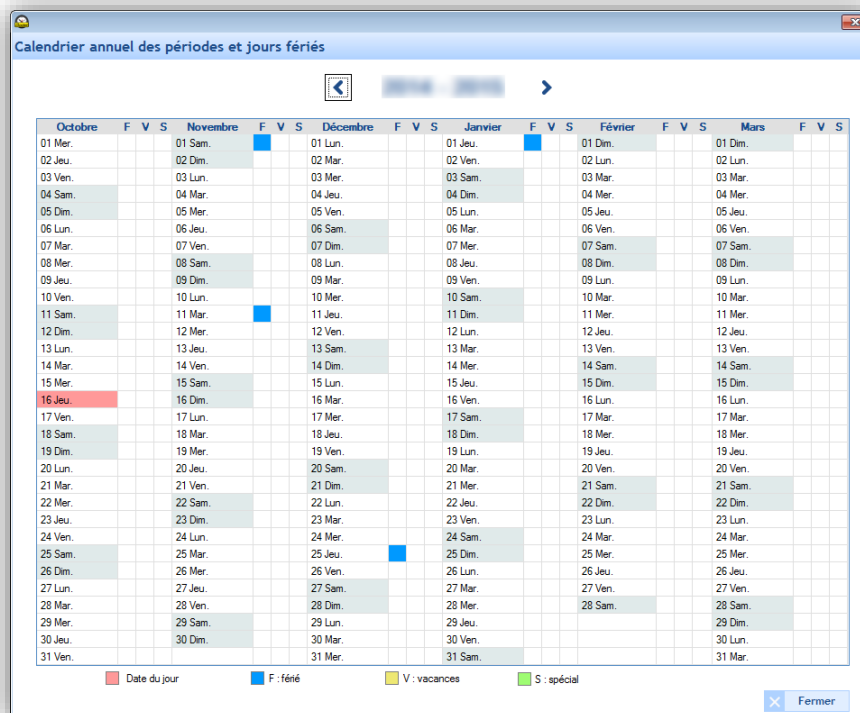 Calendrier annuel des périodes et jours fériés
2014 - 2015
Octobre F V S Novembre F V S Décembre F V S Janvier F V S Février F V S Mars F V S
01 Mer. 01 Sam. 01 Lun. 01 Jeu. 01 Dim. 01 Dim.
02 Jeu. 02 Dim. 02 Mar. 02 Ven. 02 Lun. 02 Lun.
03 Ven. 03 Lun. 03 Mer. 03 Sam. 03 Mar. 03 Mar.
04 Sam. 04 Mar. 04 Jeu. 04 Dim. 04 Mer. 04 Mer.
05 Dim. 05 Mer. 05 Ven. 05 Lun. 05 Jeu. 05 Jeu.
06 Lun. 06 Jeu. 06 Sam. 06 Mar. 06 Ven. 06 Ven.
07 Mar. 07 Ven. 07 Dim. 07 Mer. 07 Sam. 07 Sam.
08 Mer. 08 Sam. 08 Lun. 08 Jeu. 08 Dim. 08 Dim.
09 Jeu. 09 Dim. 09 Mar. 09 Ven. 09 Lun. 09 Lun.
10 Ven. 10 Lun. 10 Mer. 10 Sam. 10 Mar. 10 Mar.
11 Sam. 11 Mar. 11 Jeu. 11 Dim. 11 Mer. 11 Mer.
12 Dim. 12 Mer. 12 Ven. 12 Lun. 12 Jeu. 12 Jeu.
13 Lun. 13 Jeu. 13 Sam. 13 Mar. 13 Ven. 13 Ven.
14 Mar. 14 Ven. 14 Dim. 14 Mer. 14 Sam. 14 Sam.
15 Mer. 15 Sam. 15 Lun. 15 Jeu. 15 Dim. 15 Dim.
16 Jeu. 16 Dim. 16 Mar. 16 Ven. 16 Lun. 16 Lun.
17 Ven. 17 Lun. 17 Mer. 17 Sam. 17 Mar. 17 Mar.
18 Sam. 18 Mar. 18 Jeu. 18 Dim. 18 Mer. 18 Mer.
19 Dim. 19 Mer. 19 Ven. 19 Lun. 19 Jeu. 19 Jeu.
20 Lun. 20 Jeu. 20 Sam. 20 Mar. 20 Ven. 20 Ven.
21 Mar. 21 Ven. 21 Dim. 21 Mer. 21 Sam. 21 Sam.
22 Mer. 22 Sam. 22 Lun. 22 Jeu. 22 Dim. 22 Dim.
23 Jeu. 23 Dim. 23 Mar. 23 Ven. 23 Lun. 23 Lun.
24 Ven. 24 Lun. 24 Mer. 24 Sam. 24 Mar. 24 Mar.
25 Sam. 25 Mar. 25 Jeu. 25 Dim. 25 Mer. 25 Mer.
26 Dim. 26 Mer. 26 Ven. 26 Lun. 26 Jeu. 26 Jeu.
27 Lun. 27 Jeu. 27 Sam. 27 Mar. 27 Ven. 27 Ven.
28 Mar. 28 Ven. 28 Dim. 28 Mer. 28 Sam. 28 Sam.
29 Mer. 29 Sam. 29 Lun. 29 Jeu. 29 Dim.
30 Jeu. 30 Dim. 30 Mar. 30 Ven. 30 Lun.
31 Ven. 31 Mer. 31 Sam. 31 Mar.
Date du jour F : férié V : vacances S : spécial
Fermer